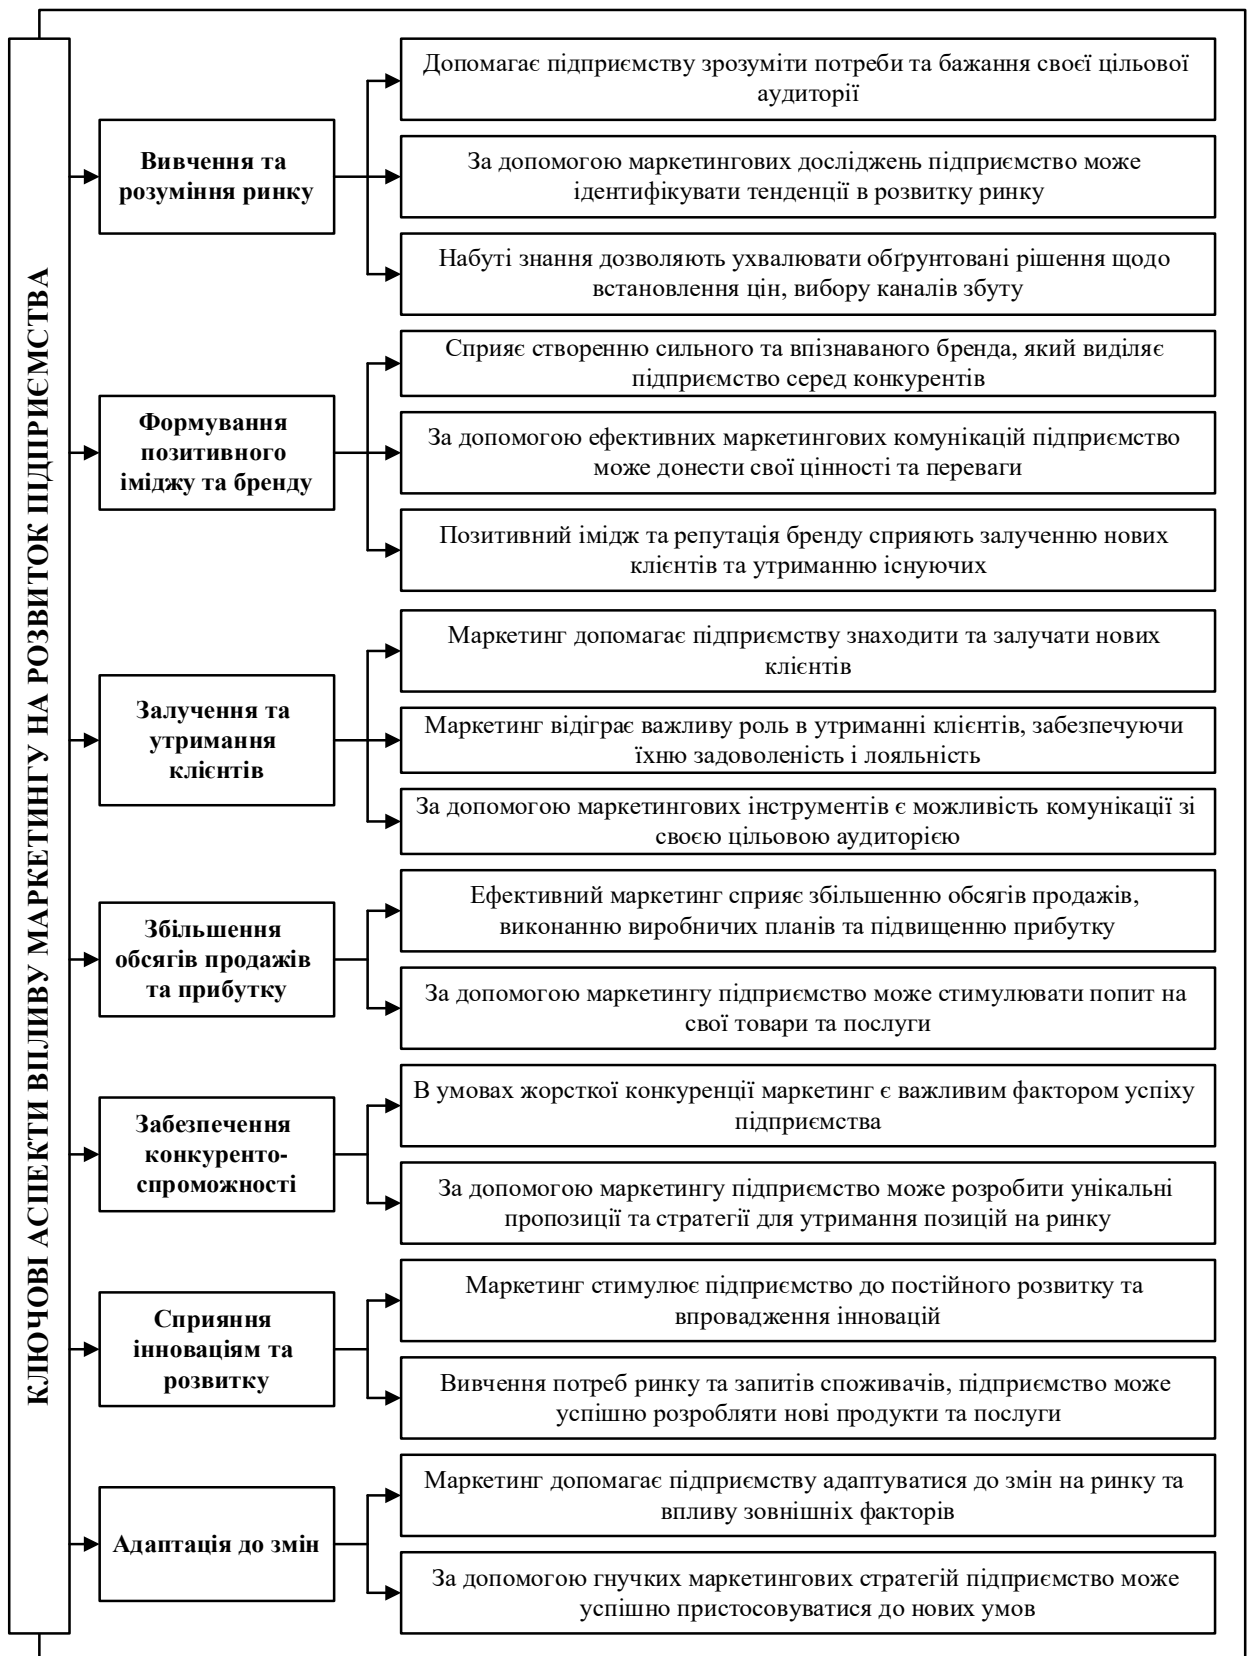 КЛЮЧОВІ АСПЕКТИ ВПЛИВУ МАРКЕТИНГУ НА РОЗВИТОК ПІДПРИЄМСТВА
Вивчення та
розуміння ринку
Допомагає підприємству зрозуміти потреби та бажання своєї цільової
аудиторії
За допомогою маркетингових досліджень підприємство може
ідентифікувати тенденції в розвитку ринку
Набуті знання дозволяють ухвалювати обґрунтовані рішення щодо
встановлення цін, вибору каналів збуту
Формування
позитивного
іміджу та бренду
Сприяє створенню сильного та впізнаваного бренда, який виділяє
підприємство серед конкурентів
За допомогою ефективних маркетингових комунікацій підприємство
може донести свої цінності та переваги
Позитивний імідж та репутація бренду сприяють залученню нових
клієнтів та утриманню існуючих
Залучення та
утримання
клієнтів
Маркетинг допомагає підприємству знаходити та залучати нових
клієнтів
Маркетинг відіграє важливу роль в утриманні клієнтів, забезпечуючи
їхню задоволеність і лояльність
За допомогою маркетингових інструментів є можливість комунікації зі
своєю цільовою аудиторією
Збільшення
обсягів продажів
та прибутку
Ефективний маркетинг сприяє збільшенню обсягів продажів,
виконанню виробничих планів та підвищенню прибутку
За допомогою маркетингу підприємство може стимулювати попит на
свої товари та послуги
Забезпечення
конкуренто-
спроможності
В умовах жорсткої конкуренції маркетинг є важливим фактором успіху
підприємства
За допомогою маркетингу підприємство може розробити унікальні
пропозиції та стратегії для утримання позицій на ринку
Сприяння
інноваціям та
розвитку
Маркетинг стимулює підприємство до постійного розвитку та
впровадження інновацій
Вивчення потреб ринку та запитів споживачів, підприємство може
успішно розробляти нові продукти та послуги
Адаптація до змін
Маркетинг допомагає підприємству адаптуватися до змін на ринку та
впливу зовнішніх факторів
За допомогою гнучких маркетингових стратегій підприємство може
успішно пристосовуватися до нових умов